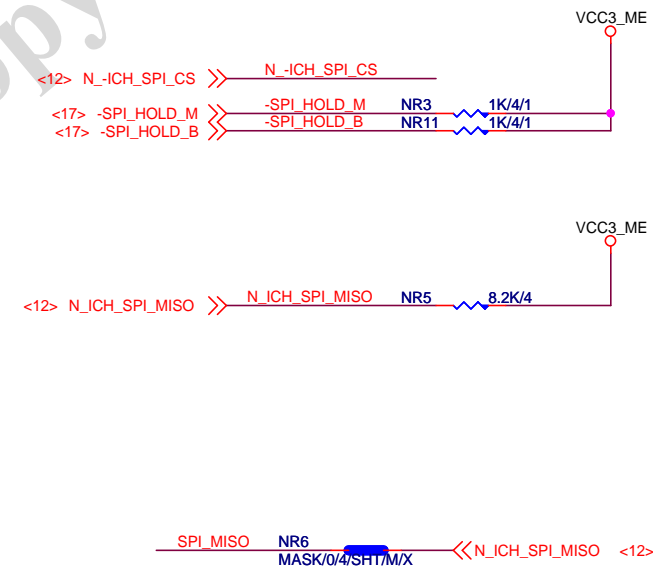 VCC3_ME
<12> N_-ICH_SPI_CS N_-ICH_SPI_CS
<17> -SPI_HOLD_M -SPI_HOLD_M NR3 1K/4/1
<17> -SPI_HOLD_B -SPI_HOLD_B NR11 1K/4/1
VCC3_ME
<12> N_ICH_SPI_MISO N_ICH_SPI_MISO NR5 8.2K/4
SPI_MISO NR6 N_ICH_SPI_MISO <12>
MASK/0/4/SHT/M/X